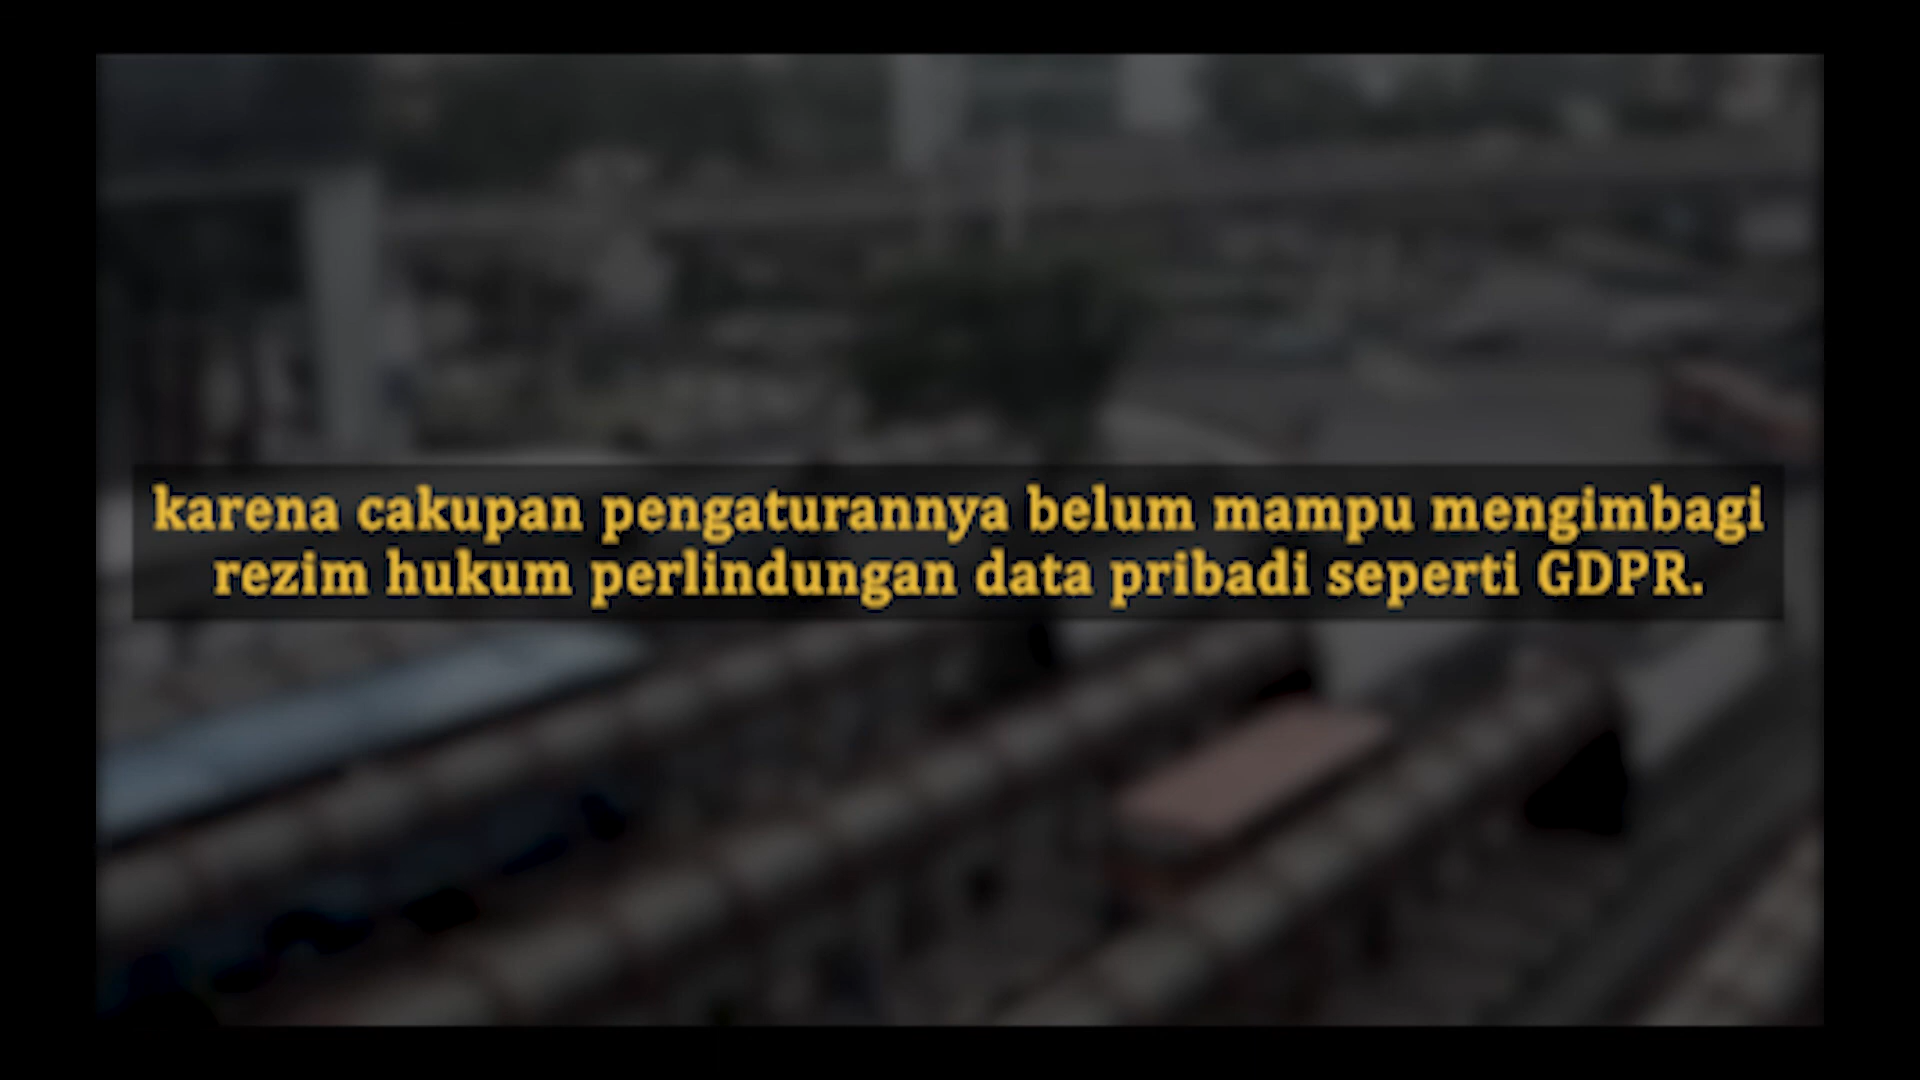 karena cakupan pengaturannya belum mampu mengimbagi
rezim hukum perlindungan data pribadi seperti GDPR.